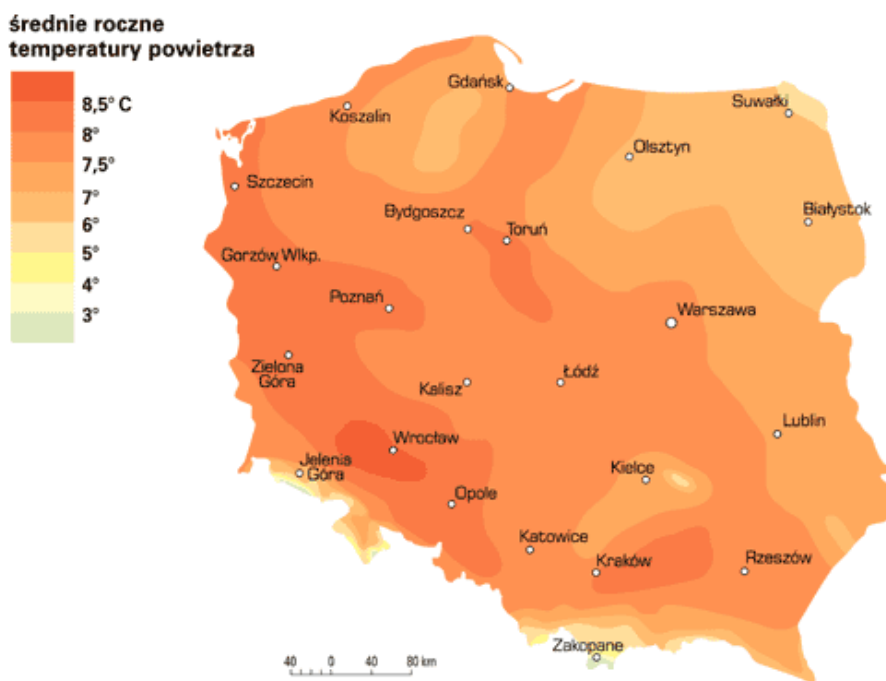 średnie roczne
temperatury powietrza
8,5° C
8°
7,5°
7°
6°
5°
4°
3°
Gdańsk
Koszalin
Suwałki
Olsztyn
Szczecin
Białystok
Bydgoszcz
Toruń
Gorzów Wlkp.
Poznań
Warszawa
Zielona
Góra
Kalisz
Łódź
Lublin
Wrocław
Jelenia
Góra
Kielce
Opole
Katowice
Kraków
Rzeszów
Zakopane
40 0 40 80 km